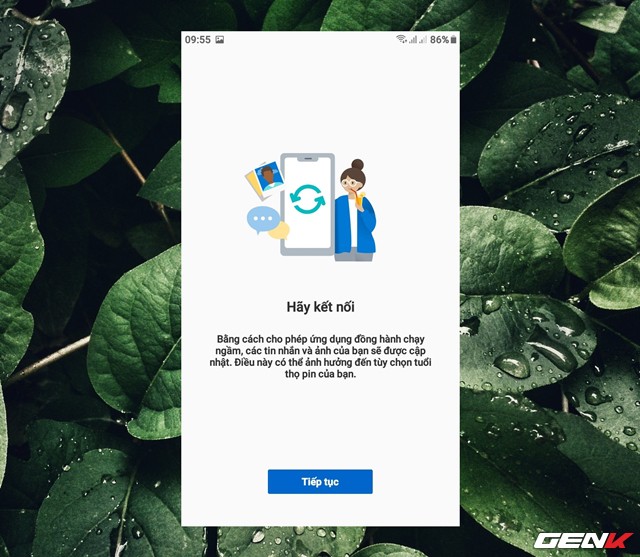 09:55 86%
Hãy kết nối
Bằng cách cho phép ứng dụng đồng hành chạy
ngầm, các tin nhắn và ảnh của bạn sẽ được cập
nhật. Điều này có thể ảnh hưởng đến tùy chọn tuổi
thọ pin của bạn.
Tiếp tục
GENK